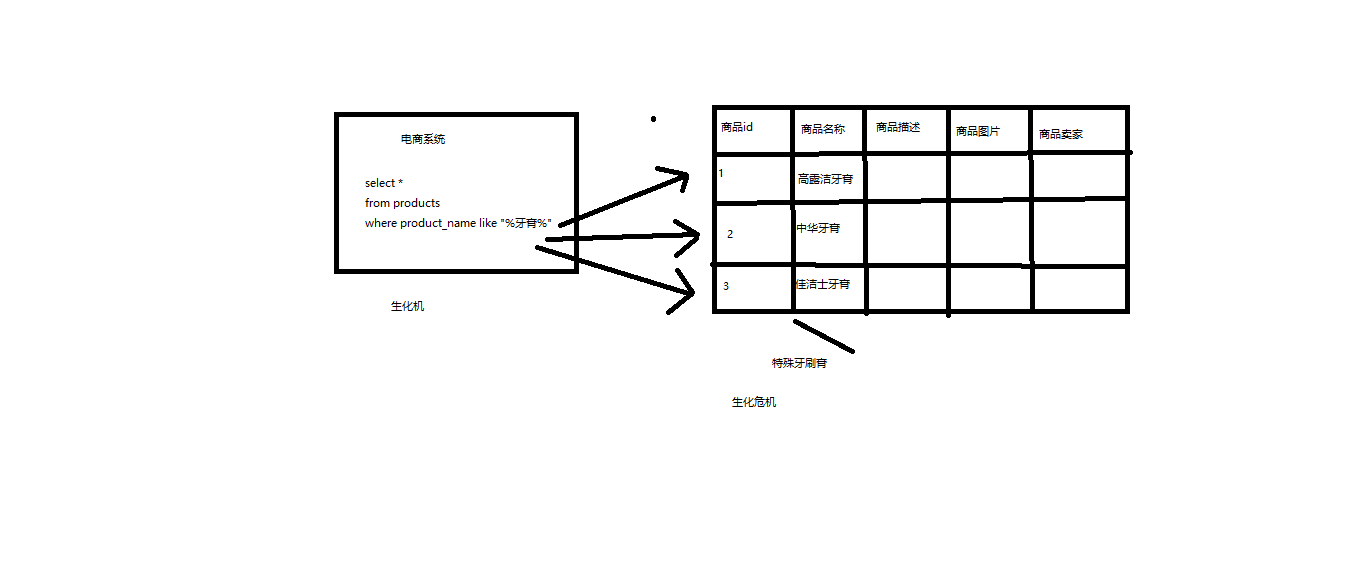 电商系统
select *
from products
where product_name like "%牙膏%"
生化机
商品id 商品名称 商品描述 商品图片 商品卖家
1 高露洁牙膏
2 中华牙膏
3 佳洁士牙膏
特殊牙刷膏
生化危机